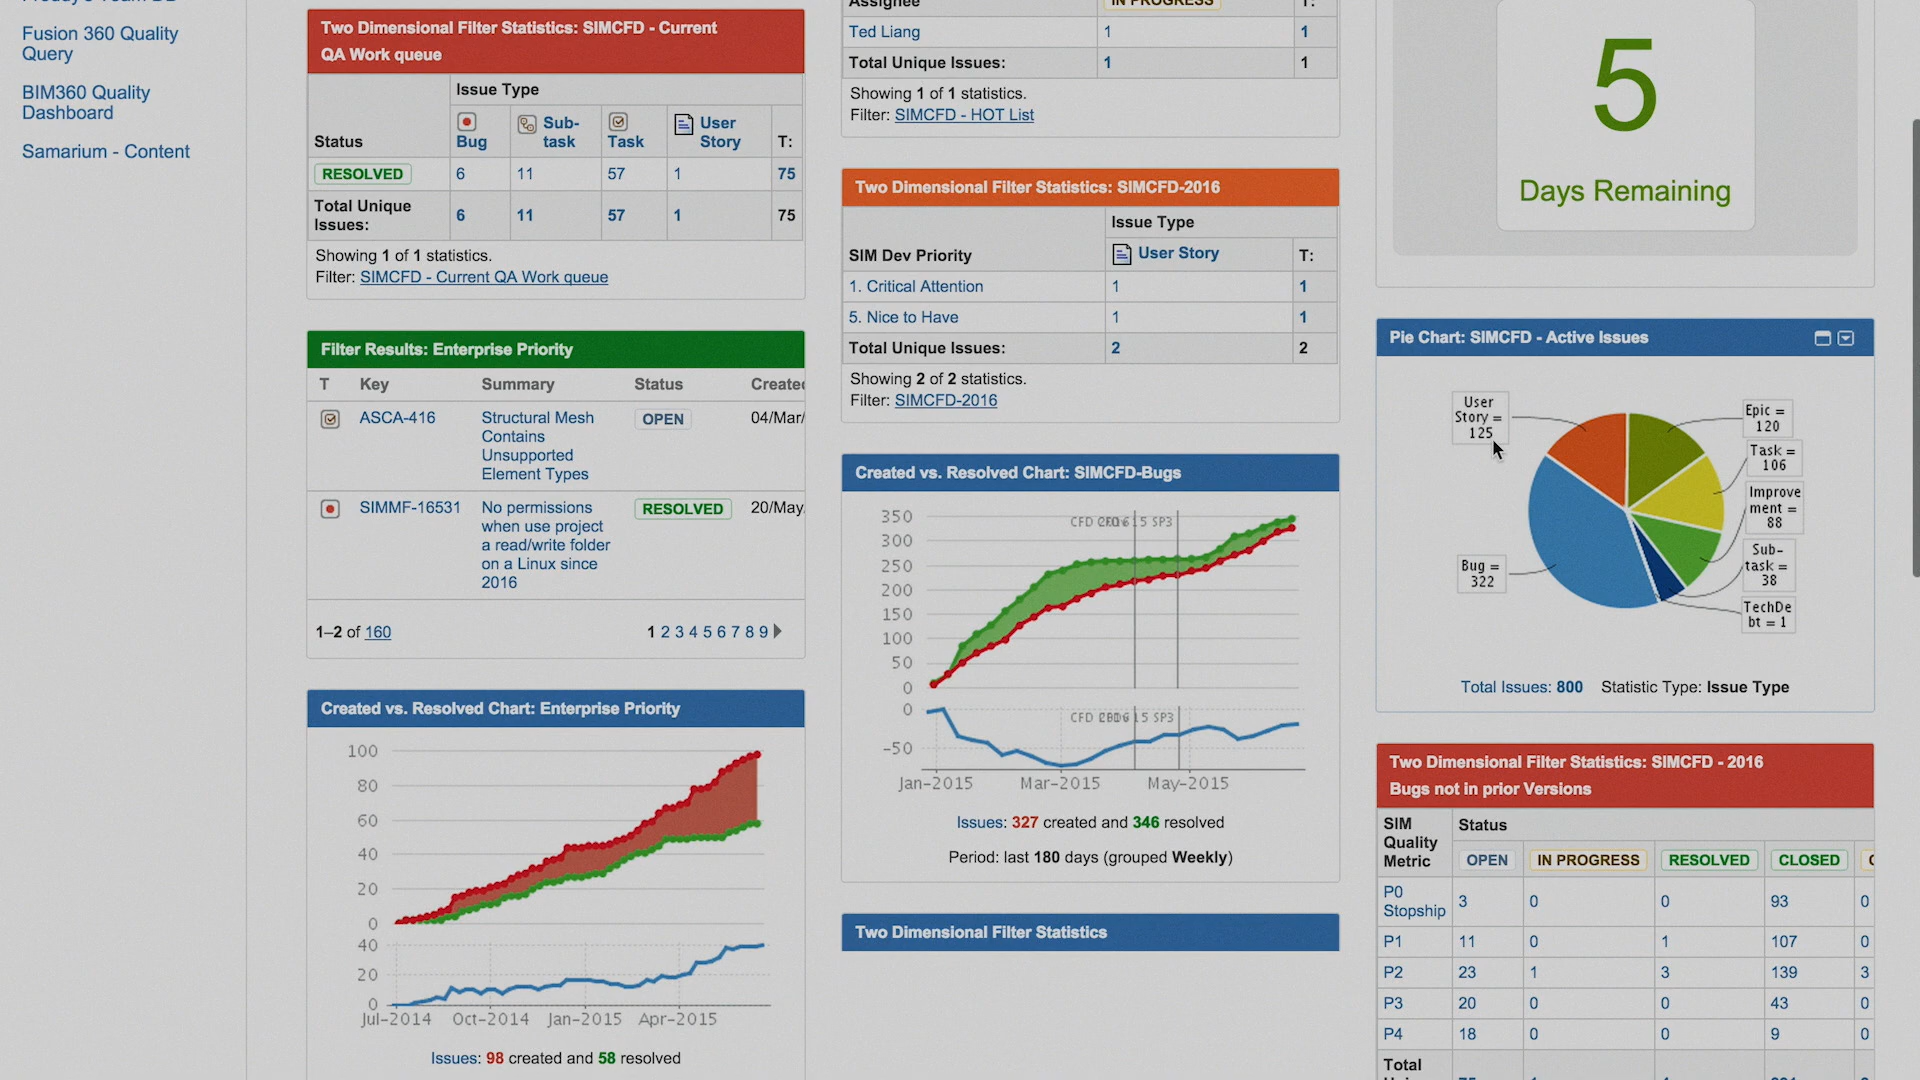 Fusion 360 Quality
Query
BIM360 Quality
Dashboard
Samarium - Content
Two Dimensional Filter Statistics: SIMCFD - Current
QA Work queue
Issue Type
Status
Bug
Sub-
task
Task
User
Story
T:
RESOLVED 6 11 57 1 75
Total Unique
Issues:
6 11 57 1 75
Showing 1 of 1 statistics.
Filter: SIMCFD - Current QA Work queue
Filter Results: Enterprise Priority
T Key Summary Status Created
ASCA-416 Structural Mesh OPEN 04/Mar/
Contains
Unsupported
Element Types
SIMMF-16531 No permissions RESOLVED 20/May
when use project
a read/write folder
on a Linux since
2016
1–2 of 160 1 2 3 4 5 6 7 8 9
Created vs. Resolved Chart: Enterprise Priority
100
80
60
40
20
0
40
20
0
Jul-2014 Oct-2014 Jan-2015 Apr-2015
Issues: 98 created and 58 resolved
Assignee IN PROGRESS T:
Ted Liang 1 1
Total Unique Issues: 1 1
Showing 1 of 1 statistics.
Filter: SIMCFD - HOT List
Two Dimensional Filter Statistics: SIMCFD-2016
Issue Type
SIM Dev Priority User Story T:
1. Critical Attention 1 1
5. Nice to Have 1 1
Total Unique Issues: 2 2
Showing 2 of 2 statistics.
Filter: SIMCFD-2016
Created vs. Resolved Chart: SIMCFD-Bugs
350
300
250
200
150
100
50
0
CFD 15 SP3
0
-50
CFD 15 SP3
Jan-2015 Mar-2015 May-2015
Issues: 327 created and 346 resolved
Period: last 180 days (grouped Weekly)
Two Dimensional Filter Statistics
5
Days Remaining
Pie Chart: SIMCFD - Active Issues
User
Story =
125
Epic =
120
Task =
106
Improve
ment =
88
Sub-
task =
38
TechDe
bt = 1
Bug =
322
Total Issues: 800 Statistic Type: Issue Type
Two Dimensional Filter Statistics: SIMCFD - 2016
Bugs not in prior Versions
SIM
Quality
Metric
Status
OPEN IN PROGRESS RESOLVED CLOSED
P0
Stopship
3 0 0 93 0
P1 11 0 1 107 0
P2 23 1 3 139 3
P3 20 0 0 43 0
P4 18 0 0 9 0
Total